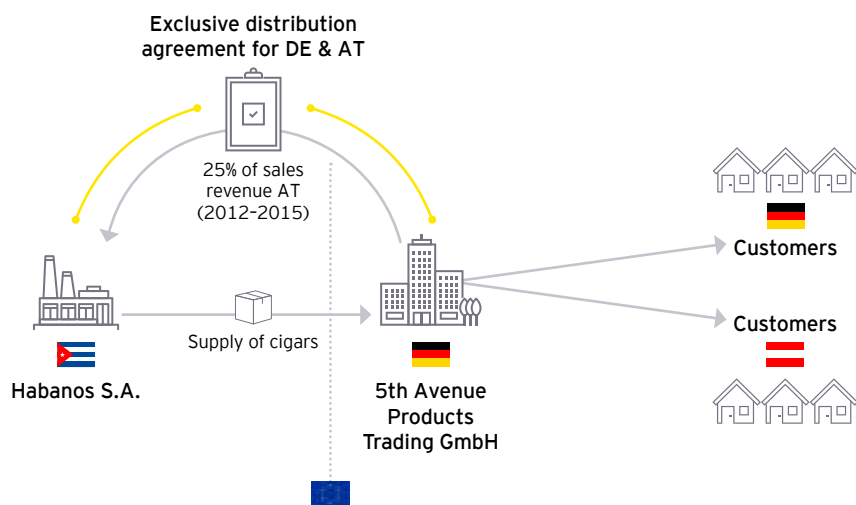 Exclusive distribution
agreement for DE & AT
25% of sales
revenue AT
(2012–2015)
Customers
Customers
Supply of cigars
Habanos S.A.
5th Avenue
Products
Trading GmbH